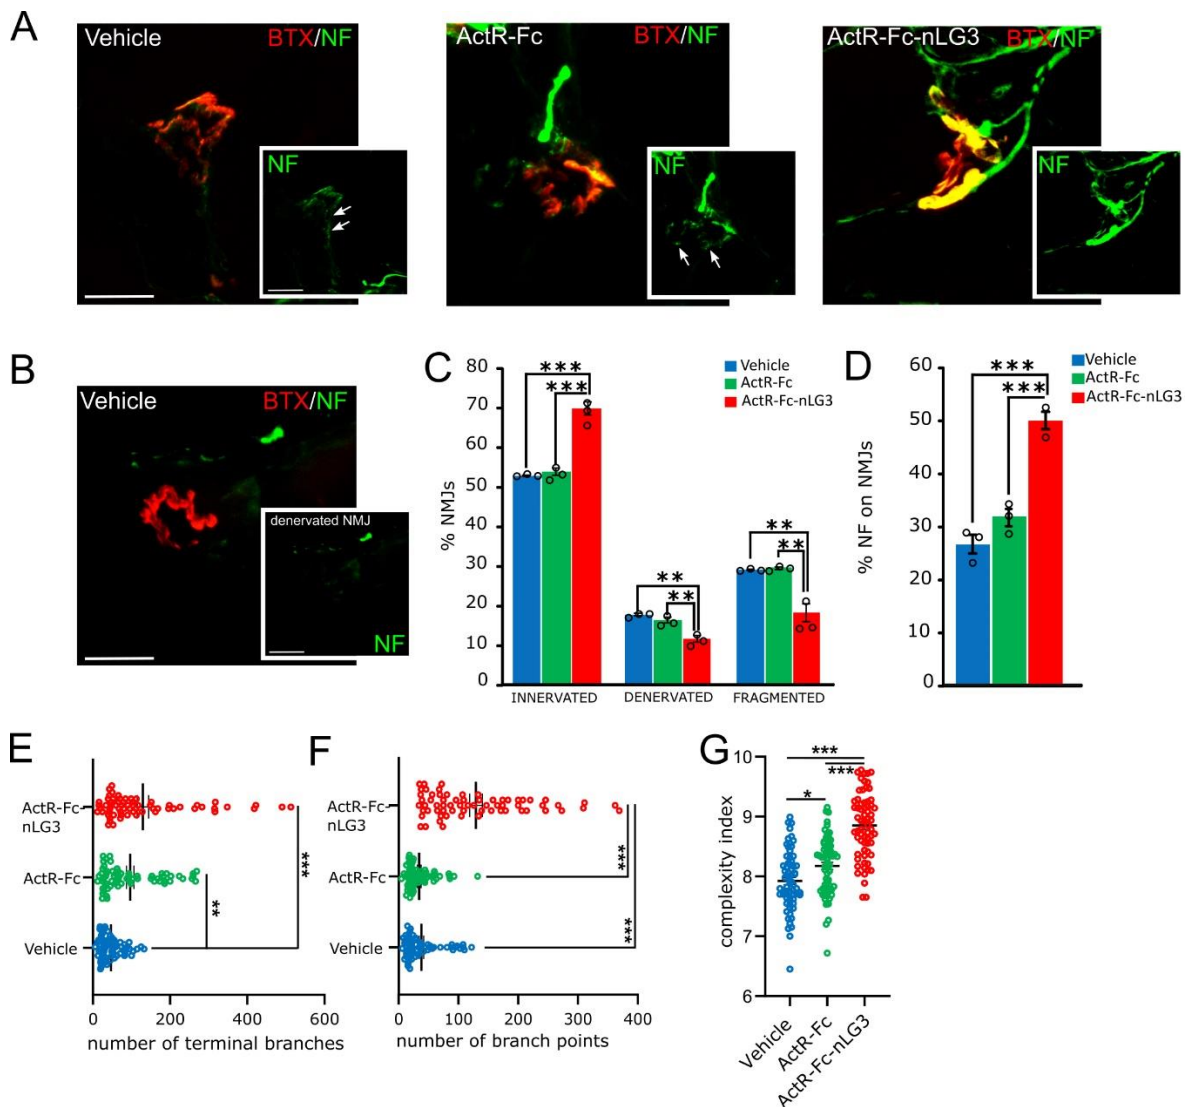 A
Vehicle
BTX/NF
NF
ActR-Fc
BTX/NF
NF
ActR-Fc-nLG3
BTX/NF
NF
B
Vehicle
BTX/NF
denervated NMJ
NF
C
% NMJs
80
70
60
50
40
30
20
10
0
***
***
**
**
**
**
INNERVATED
DENERVATED
FRAGMENTED
Vehicle
ActR-Fc
ActR-Fc-nLG3
D
% NF on NMJs
60
50
40
30
20
10
0
***
***
Vehicle
ActR-Fc
ActR-Fc-nLG3
E
ActR-Fc-
nLG3
ActR-Fc
Vehicle
**
***
0
200
400
600
number of terminal branches
F
ActR-Fc-
nLG3
ActR-Fc
Vehicle
***
***
0
100
200
300
400
number of branch points
G
complexity index
10
9
8
7
6
***
***
*
Vehicle
ActR-Fc
ActR-Fc-nLG3